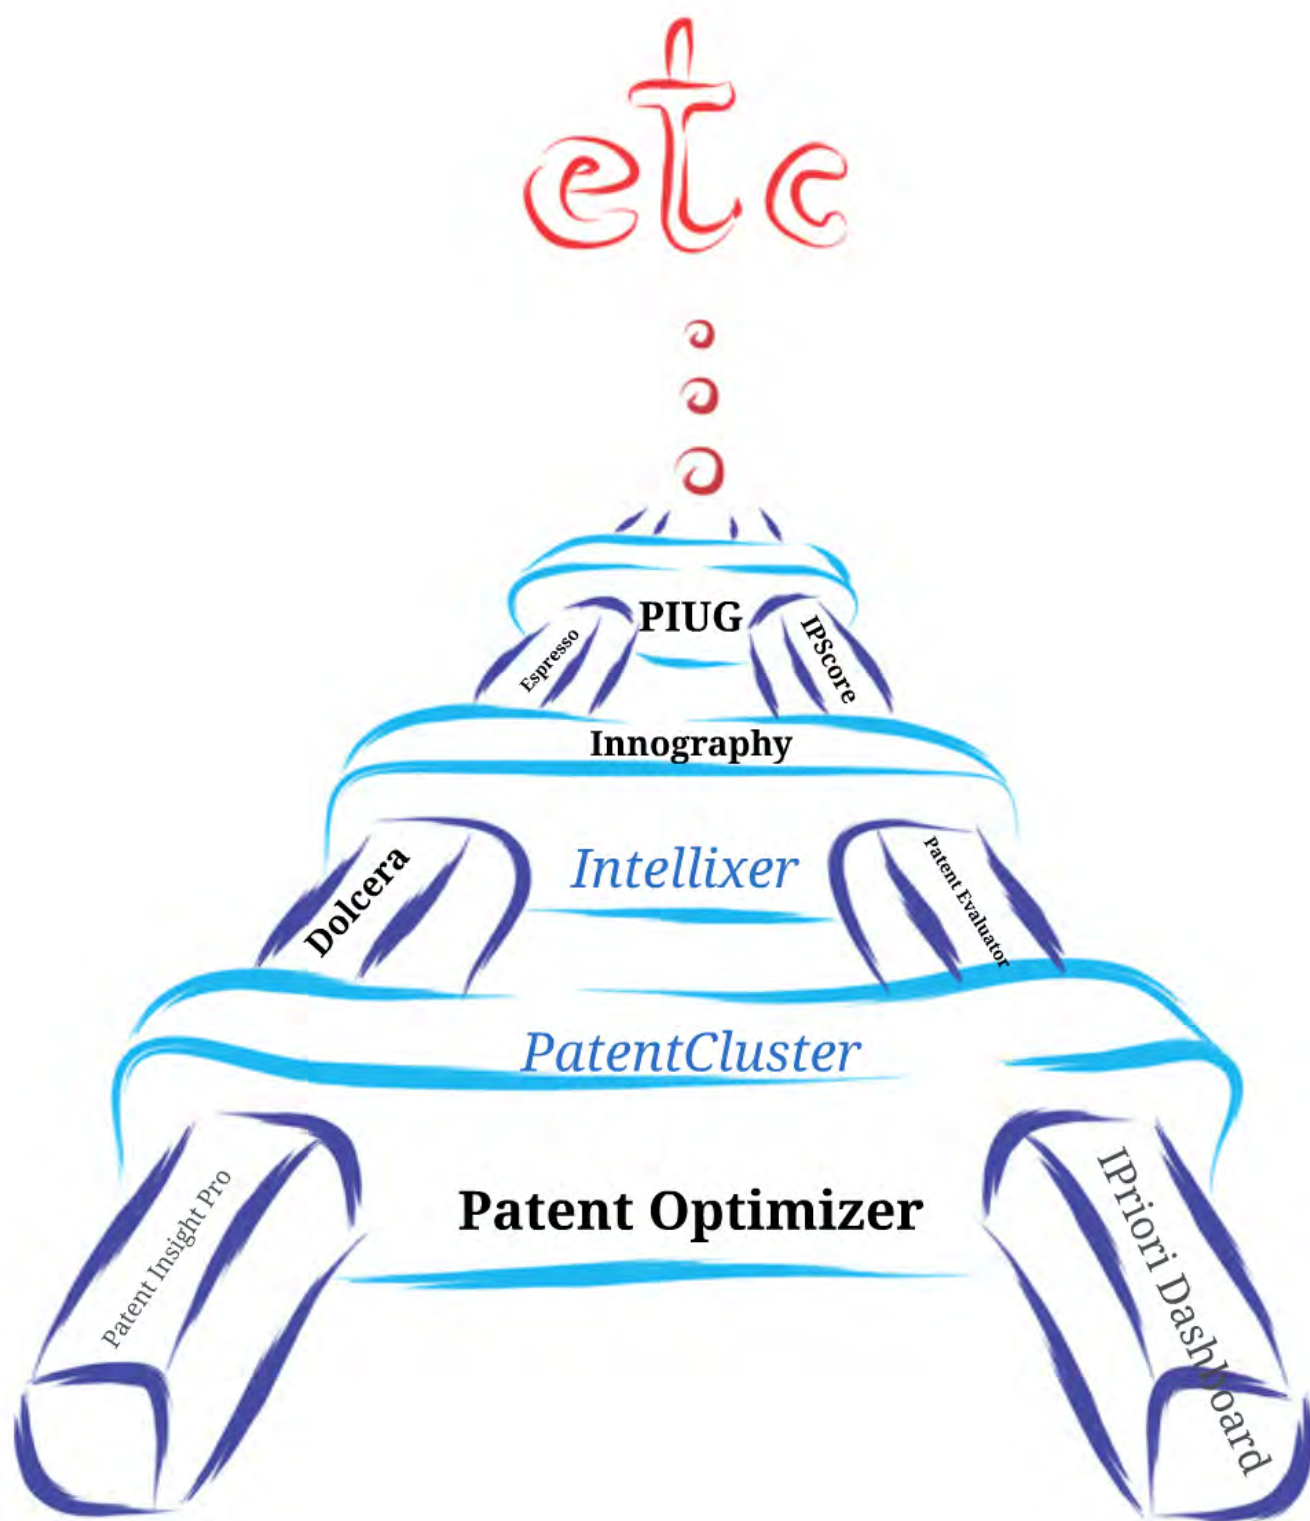 etc
PIUG
Espresso
IPScore
Innography
Intellixer
Dolcera
Patent Evaluator
PatentCluster
Patent Optimizer
Patent Insight Pro
IPriori Dashboard